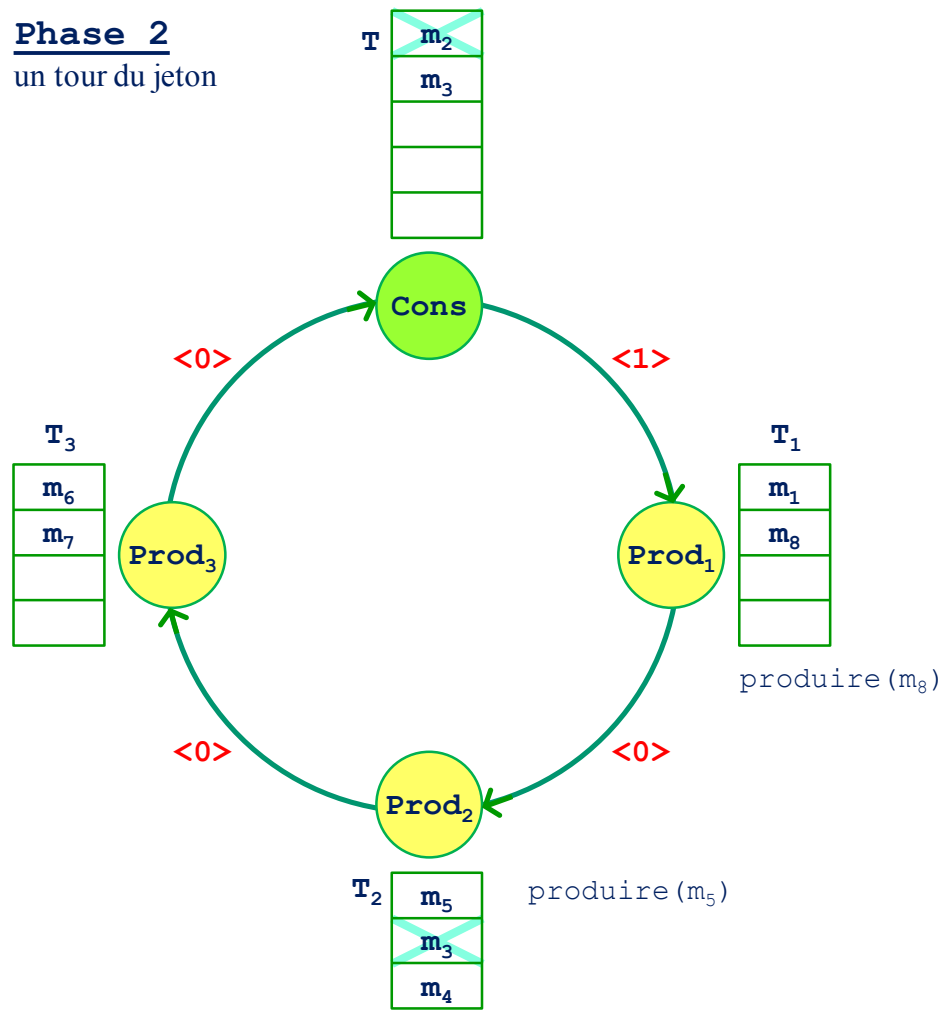 Phase 2
un tour du jeton
T
m₂
m₃
Cons
<0>
<1>
T₃
m₆
m₇
Prod₃
T₁
m₁
m₈
Prod₁
produire(m₈)
<0>
<0>
Prod₂
T₂
m₅
m₃
m₄
produire(m₅)